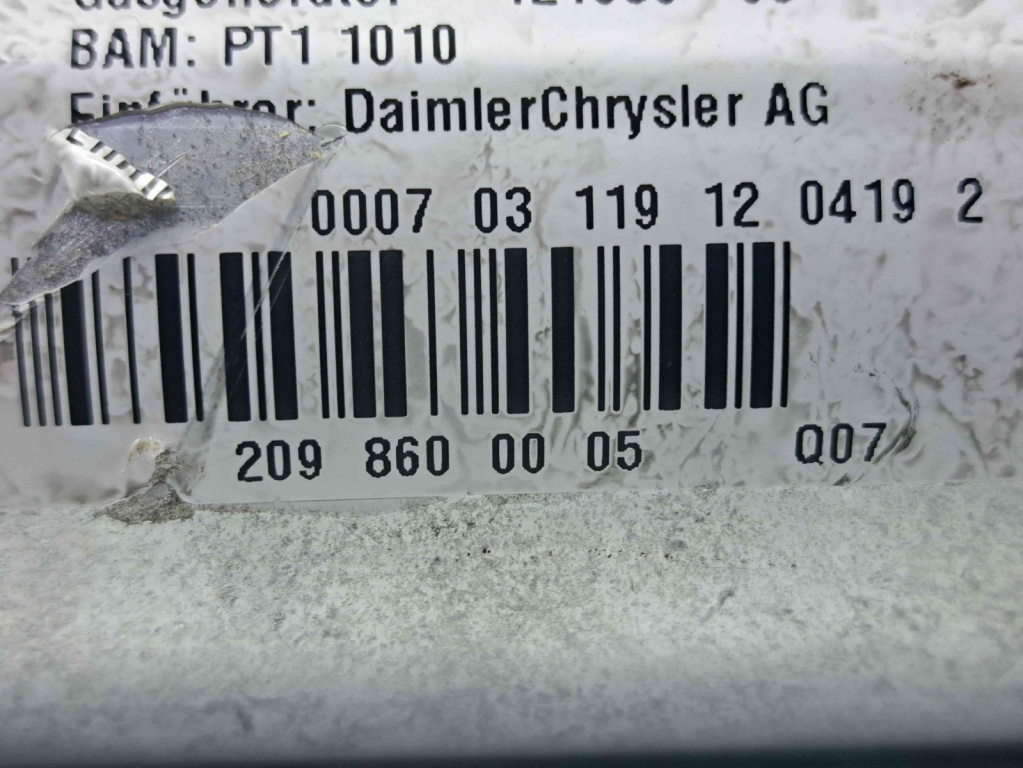 BAM: PT1 1010
DaimlerChrysler AG
0007 03 119 12 0419 2
209 860 00 05 Q07